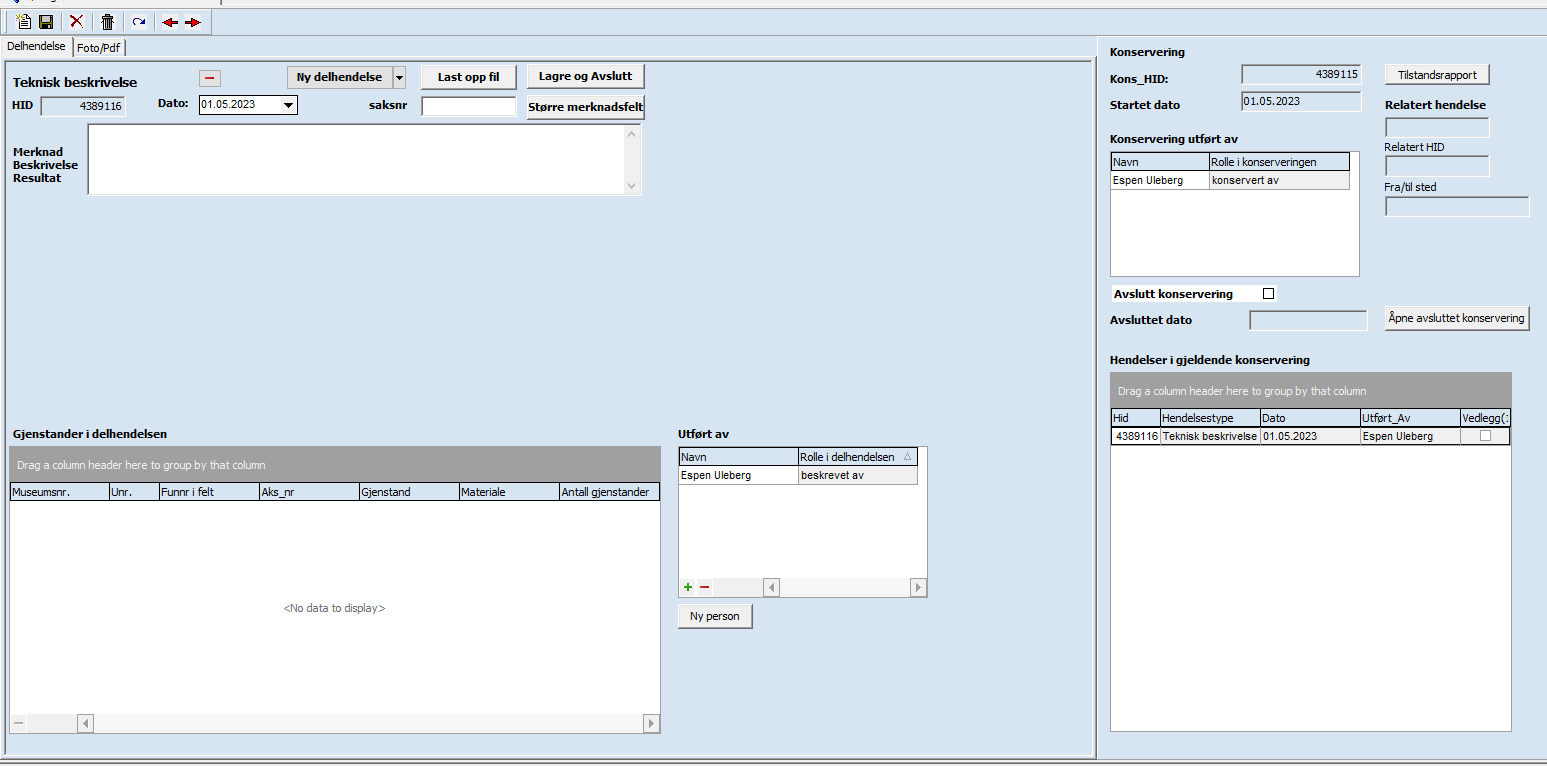 Delhendelse Foto/Pdf
Teknisk beskrivelse Ny delhendelse Last opp fil Lagre og Avslutt
HID 4389116 Dato: 01.05.2023 saksnr Større merknadsfelt
Merknad
Beskrivelse
Resultat
Gjenstander i delhendelsen
Drag a column header here to group by that column
Museumsnr. Unr. Funnr i felt Aks_nr Gjenstand Materiale Antall gjenstander
<No data to display>
Utført av
Navn Rolle i delhendelsen
Espen Uleberg beskrevet av
Ny person
Konservering
Kons_HID: 4389115 Tilstandsrapport
Startet dato 01.05.2023 Relatert hendelse
Konservering utført av
Relatert HID
Navn Rolle i konserveringen
Espen Uleberg konservert av
Fra/til sted
Avslutt konservering
Avsluttet dato Åpne avsluttet konservering
Hendelser i gjeldende konservering
Drag a column header here to group by that column
Hid Hendelsestype Dato Utført_Av Vedlegg(
4389116 Teknisk beskrivelse 01.05.2023 Espen Uleberg